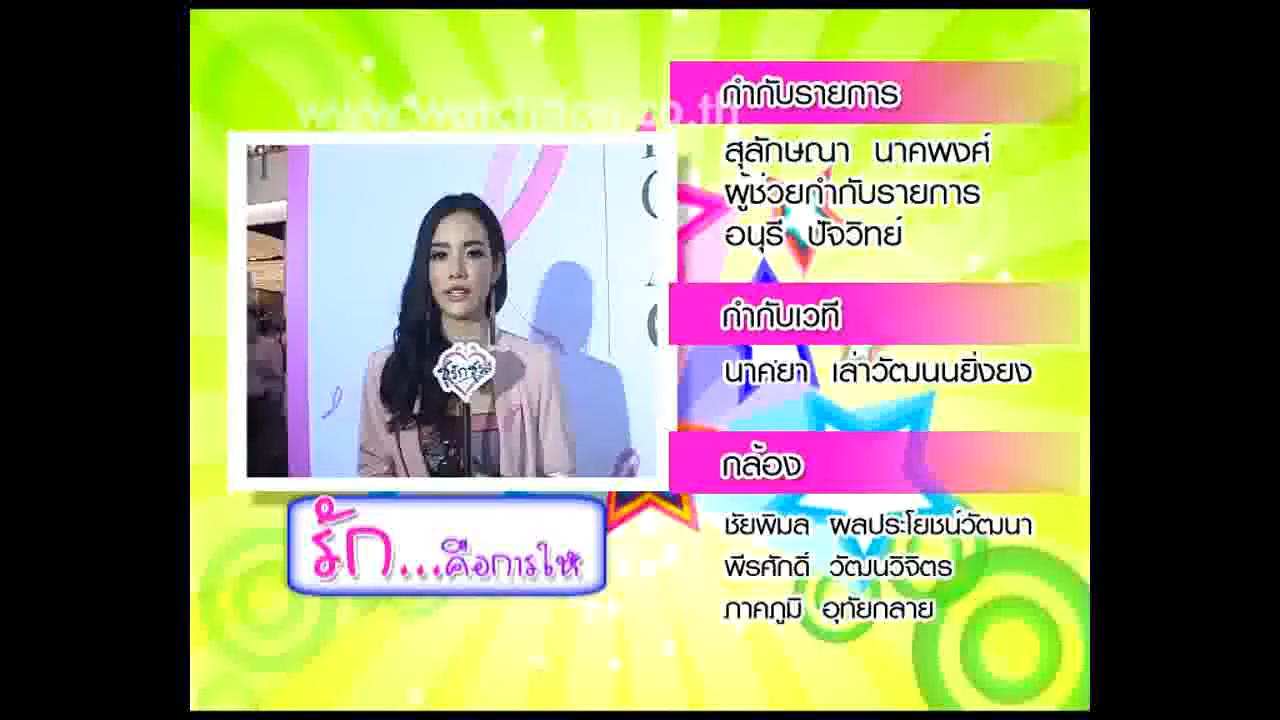 กำกับรายการ
สุลักษณา นาคพงศ์
ผู้ช่วยกำกับรายการ
อนุรี ปัจวิทย์
กำกับเวที
นาคยา เล่าวัฒนนยิ่งยง
กล้อง
ชัยพิมล ผลประโยชน์วัฒนา
พีรศักดิ์ วัฒนวิจิตร
ภาคภูมิ อุทัยกลาย
รัก...คือการให้